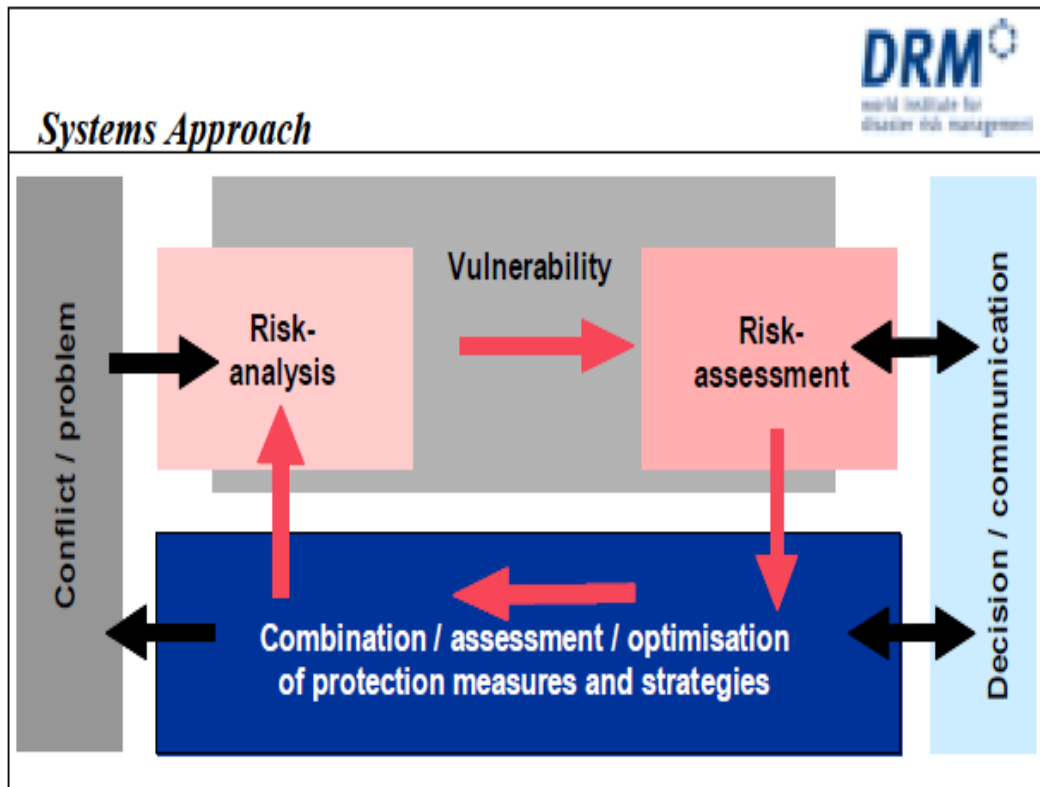 DRM
world institute for
disaster risk management
Systems Approach
Conflict / problem
Vulnerability
Risk-
analysis
Risk-
assessment
Decision / communication
Combination / assessment / optimisation
of protection measures and strategies